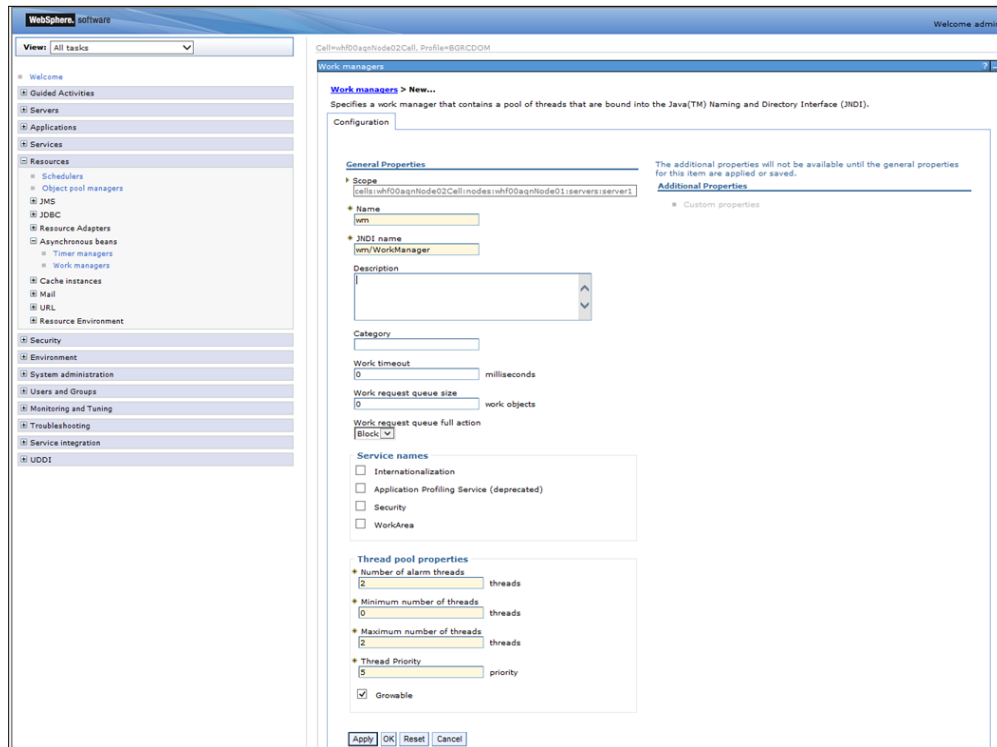 WebSphere. software
Welcome admi
View: All tasks
Cell=whf00aqnNode02Cell, Profile=BGRCDOM
Work managers
?
Welcome
Guided Activities
Servers
Applications
Services
Resources
Schedulers
Object pool managers
JMS
JDBC
Resource Adapters
Asynchronous beans
Timer managers
Work managers
Cache instances
Mail
URL
Resource Environment
Security
Environment
System administration
Users and Groups
Monitoring and Tuning
Troubleshooting
Service integration
UDDI
Work managers > New...
Specifies a work manager that contains a pool of threads that are bound into the Java(TM) Naming and Directory Interface (JNDI).
Configuration
General Properties
Scope
cells:whf00aqnNode02Cell:nodes:whf00aqnNode01:servers:server1
Name
wm
JNDI name
wm/WorkManager
Description
Category
Work timeout
0 milliseconds
Work request queue size
0 work objects
Work request queue full action
Block
Service names
Internationalization
Application Profiling Service (deprecated)
Security
WorkArea
Thread pool properties
Number of alarm threads
2 threads
Minimum number of threads
0 threads
Maximum number of threads
2 threads
Thread Priority
5 priority
Growable
Apply OK Reset Cancel
The additional properties will not be available until the general properties
for this item are applied or saved.
Additional Properties
Custom properties